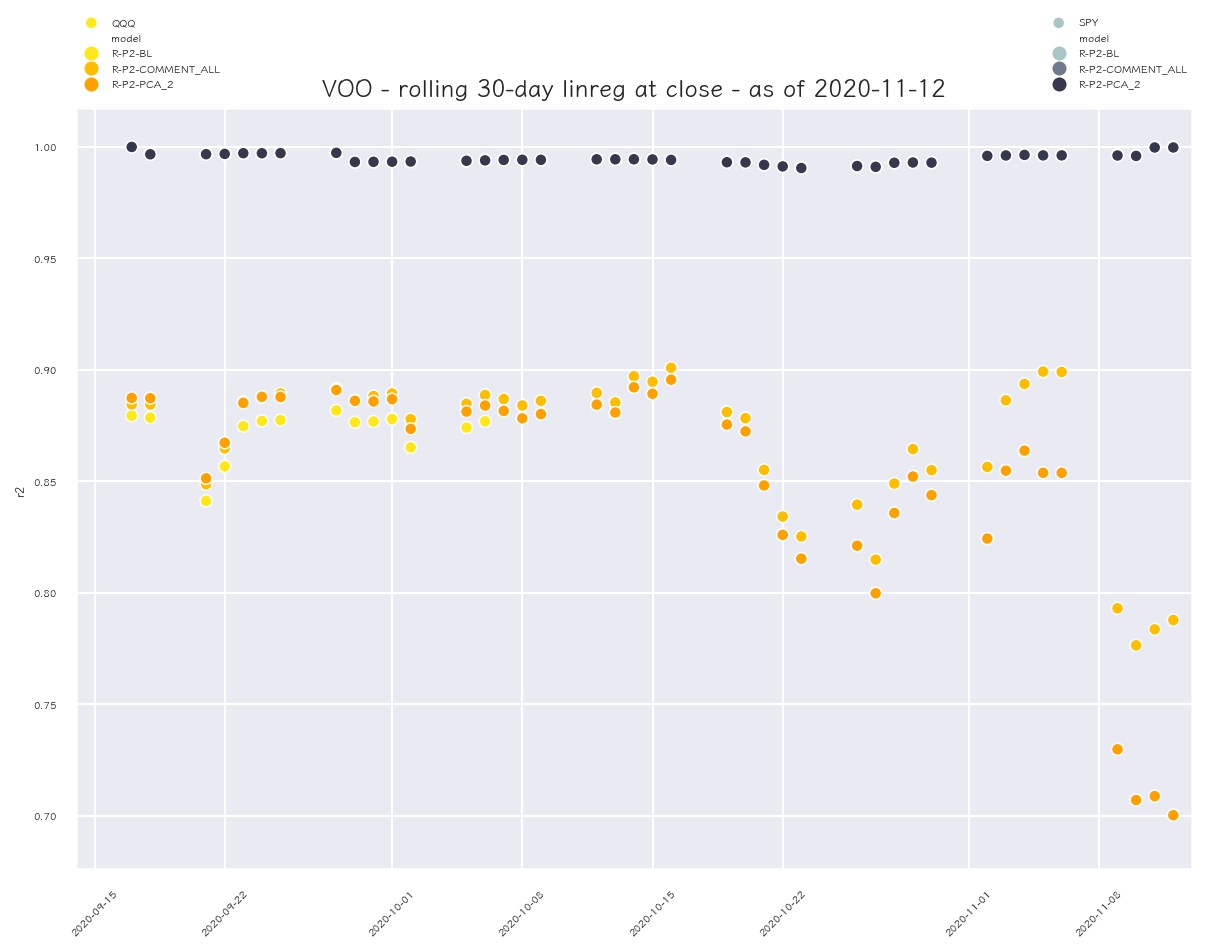 QQQ
model
R-P2-BL
R-P2-COMMENT_ALL
R-P2-PCA_2
SPY
model
R-P2-BL
R-P2-COMMENT_ALL
R-P2-PCA_2
VOO - rolling 30-day linreg at close - as of 2020-11-12
1.00
0.95
0.90
0.85
0.80
0.75
0.70
r2
2020-09-15
2020-09-22
2020-10-01
2020-10-08
2020-10-15
2020-10-22
2020-11-01
2020-11-08